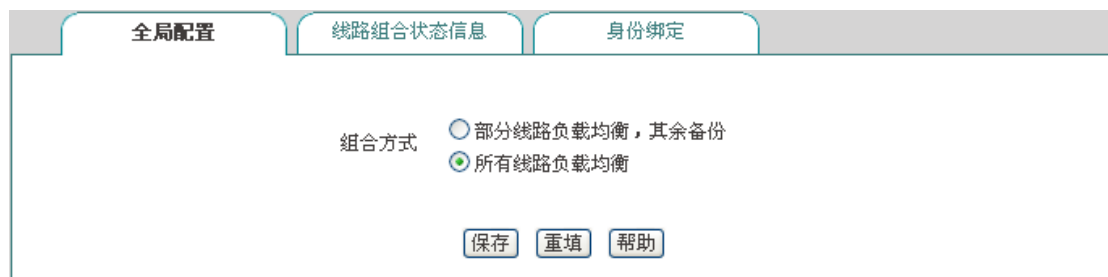 全局配置 线路组合状态信息 身份绑定
组合方式
部分线路负载均衡，其余备份
所有线路负载均衡
保存 重填 帮助